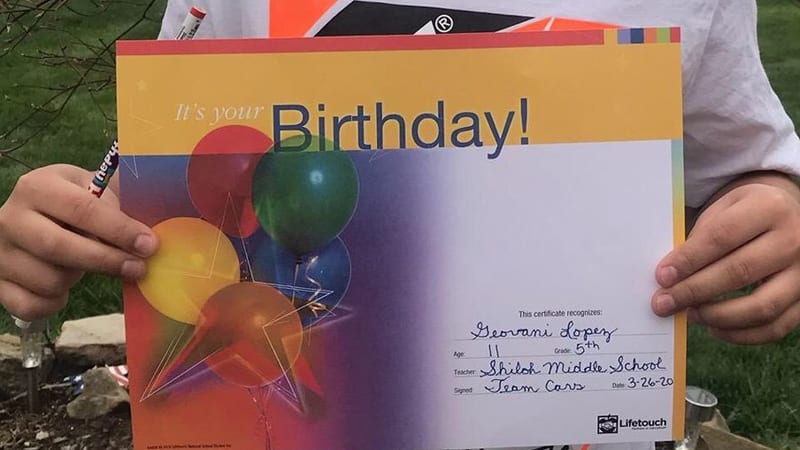 ®
It's your Birthday!
This certificate recognizes:
Geovani Lopez
Age: 11 Grade: 5th
Teacher: Shiloh Middle School
Signed: Team Cars Date: 3-26-20
Lifetouch